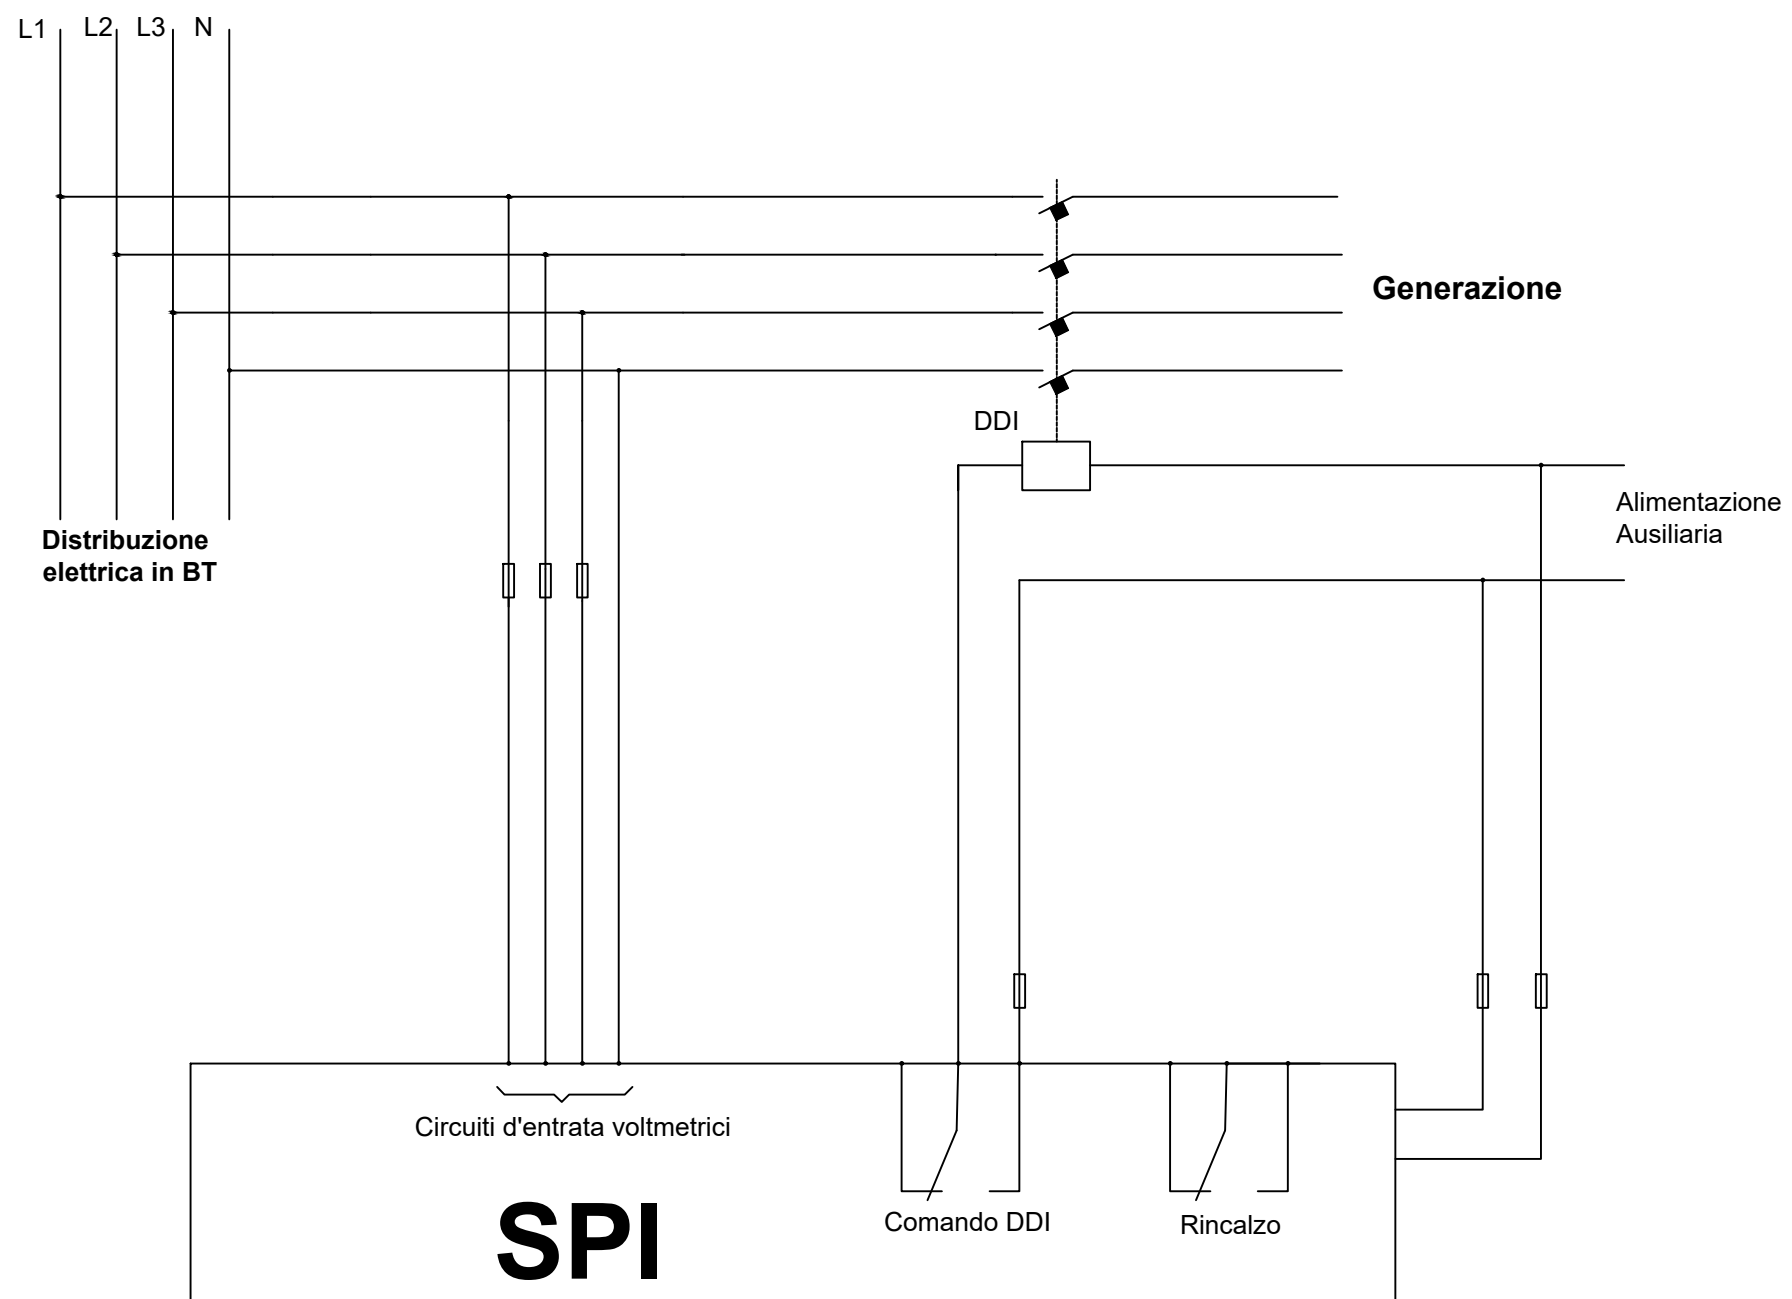 L1 L2 L3 N
Generazione
DDI
Alimentazione
Ausiliaria
Distribuzione
elettrica in BT
Circuiti d'entrata voltmetrici
Comando DDI
Rincalzo
SPI